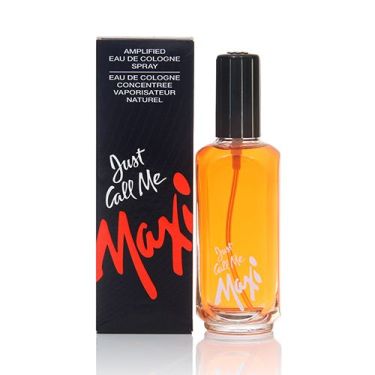 AMPLIFIED
EAU DE COLOGNE
SPRAY
EAU DE COLOGNE
CONCENTREE
VAPORISATEUR
NATUREL
Just
Call Me
Maxi
Just
Call Me
Maxi